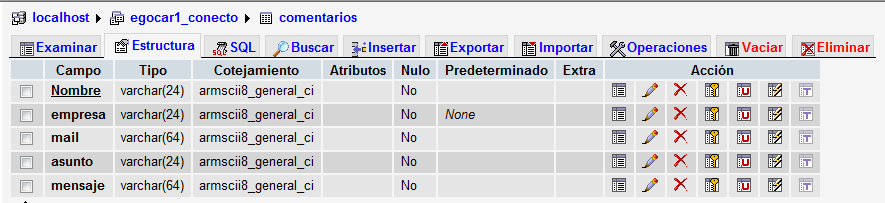 localhost egocar1_conecto comentarios
Examinar Estructura SQL Buscar Insertar Exportar Importar Operaciones Vaciar Eliminar
Campo Tipo Cotejamiento Atributos Nulo Predeterminado Extra Acción
Nombre varchar(24) armscii8_general_ci No
empresa varchar(24) armscii8_general_ci No None
mail varchar(64) armscii8_general_ci No
asunto varchar(24) armscii8_general_ci No
mensaje varchar(64) armscii8_general_ci No